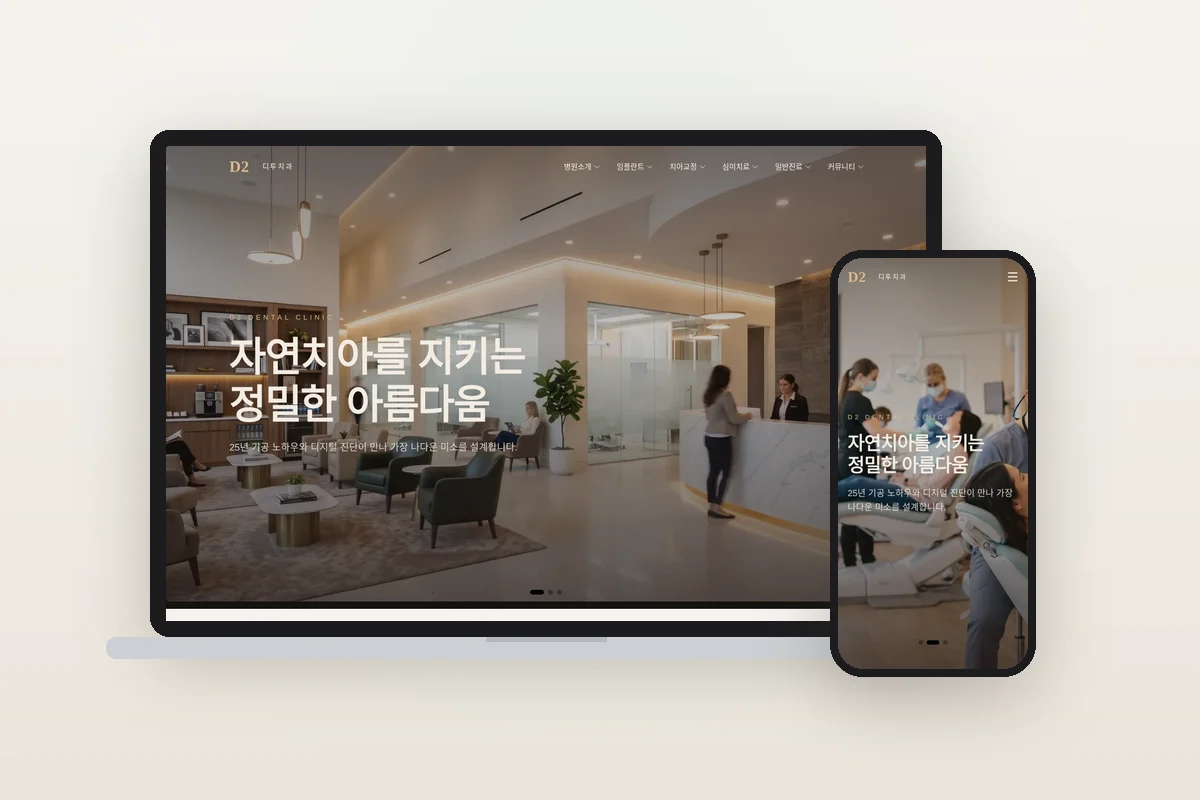 D2 디투치과
병원소개 임플란트 치아교정 심미치료 일반진료 커뮤니티
D2 DENTAL CLINIC
자연치아를 지키는
정밀한 아름다움
25년 기공 노하우와 디지털 진단이 만나 가장 나다운 미소를 설계합니다.
D2 디투치과
D2 DENTAL CLINIC
자연치아를 지키는
정밀한 아름다움
25년 기공 노하우와 디지털 진단이 만나 가장
나다운 미소를 설계합니다.